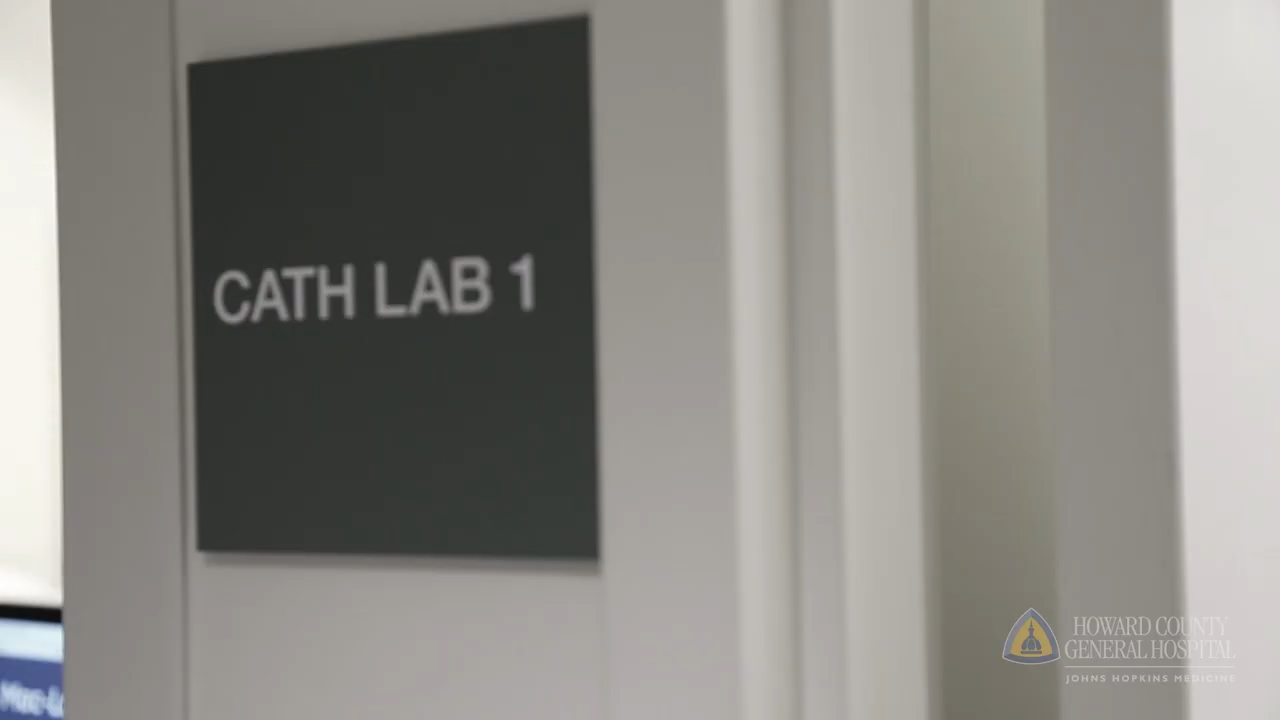 CATH LAB 1
HOWARD COUNTY
GENERAL HOSPITAL
JOHNS HOPKINS MEDICINE